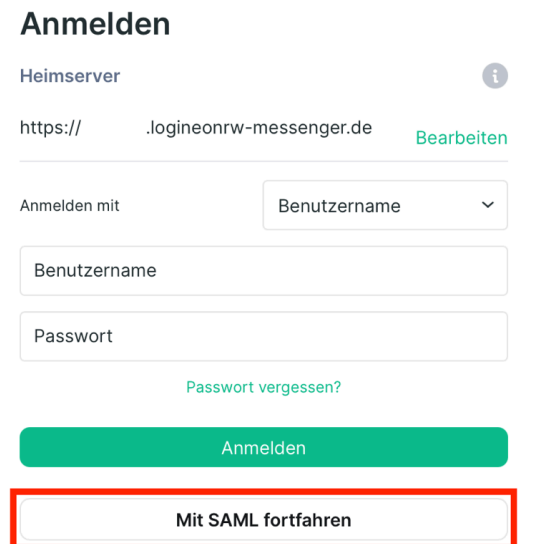 Anmelden
Heimserver
https:// .logineonrw-messenger.de
Bearbeiten
Anmelden mit
Benutzername
Benutzername
Passwort
Passwort vergessen?
Anmelden
Mit SAML fortfahren